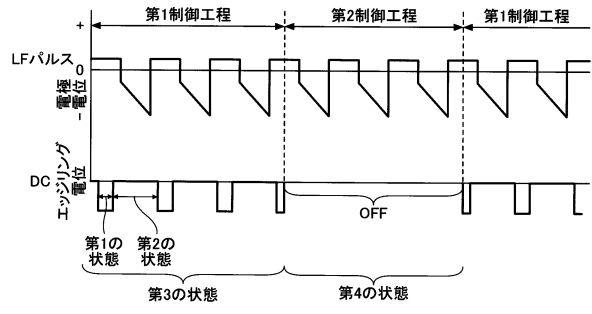 第1制御工程
第2制御工程
第1制御工程
+
LFパルス
0
電極電位
-
DC
エッジリング
電位
OFF
第1の
状態
第2の
状態
第3の状態
第4の状態